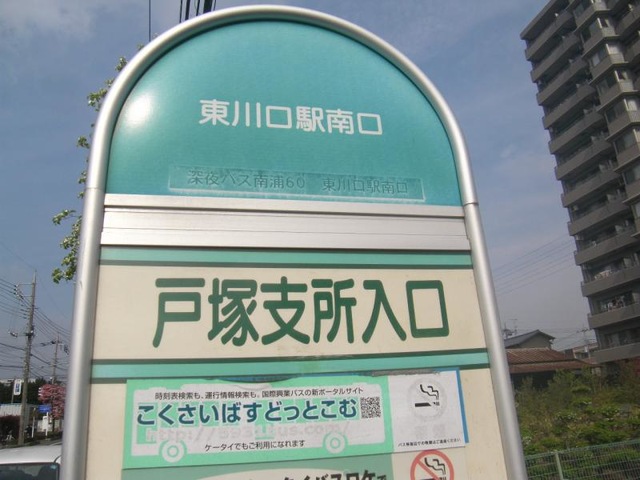 東川口駅南口
深夜バス南浦60 東川口駅南口
戸塚支所入口
時刻表検索も、運行情報検索も、国際興業バスの新ポータルサイト
こくさいばすどっとこむ
ケータイでもご利用になれます